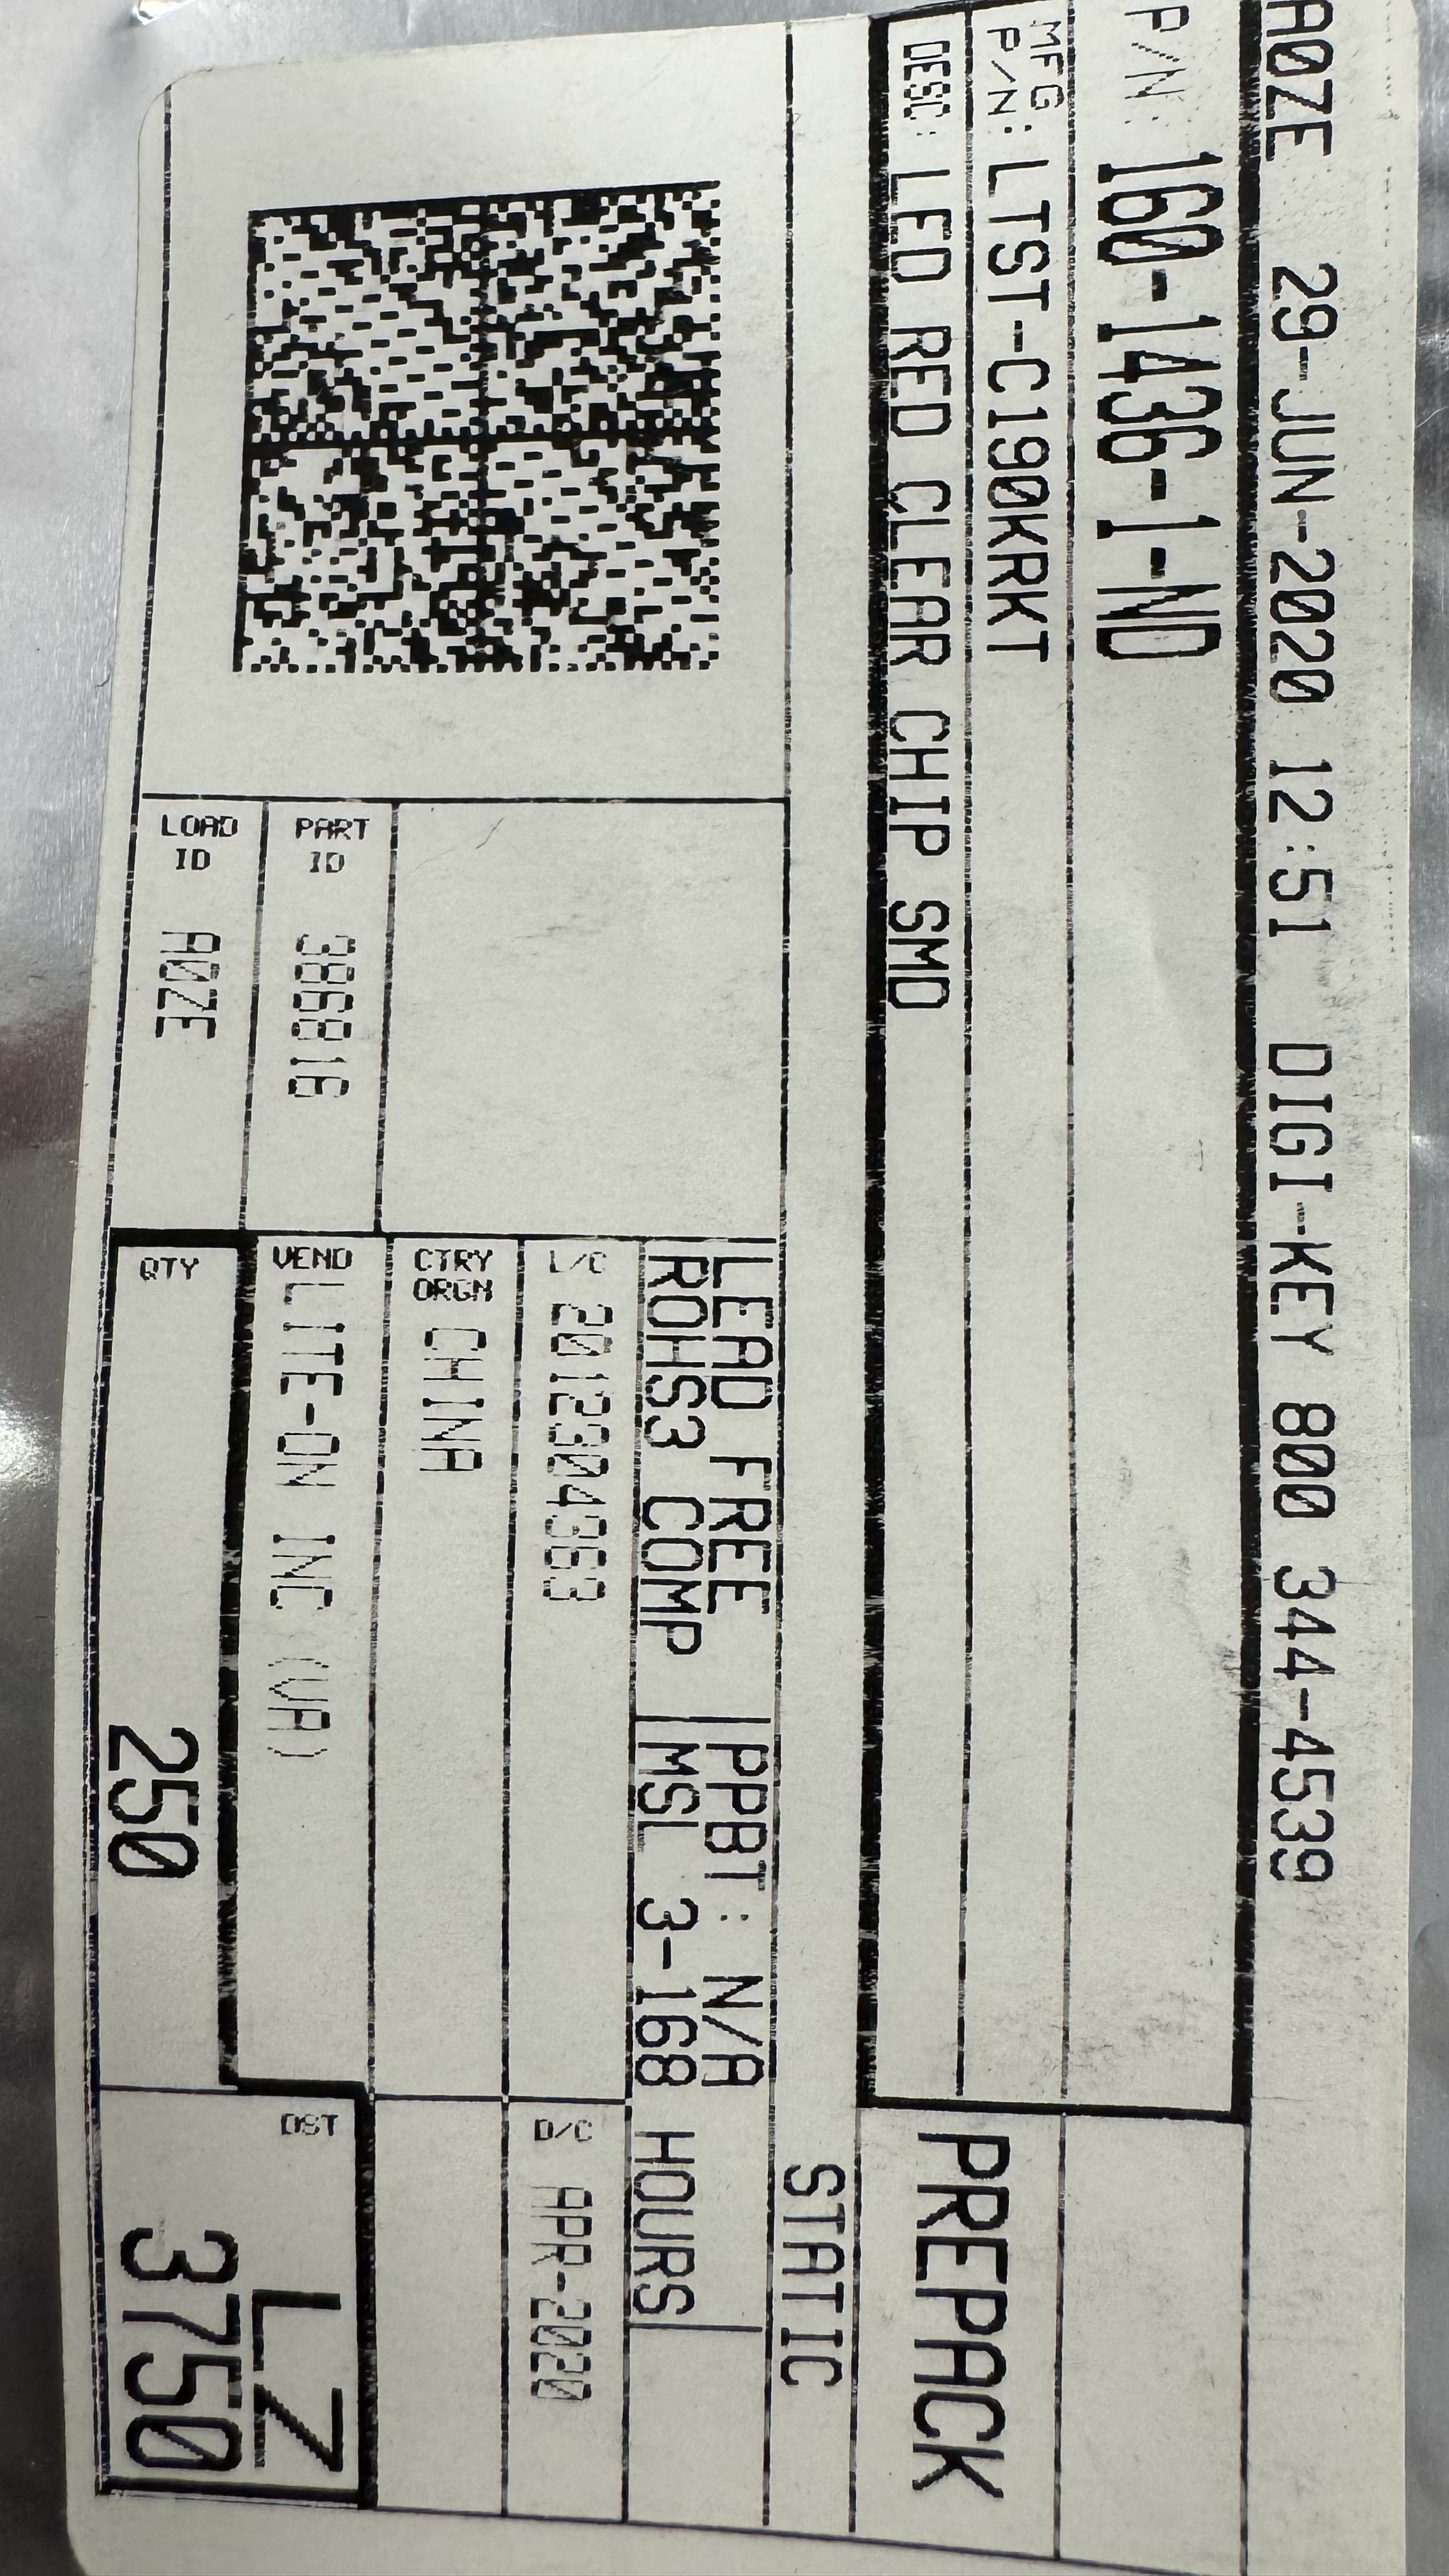 A0ZE 29-JUN-2020 12:51 DIGI-KEY 800 344-4539
P/N: 160-1436-1-ND
MFG P/N: LTST-C190KRKT
PREPACK
DESC: LED RED CLEAR CHIP SMD
STATIC
LEAD FREE PPBT: N/A
ROHS3 COMP MSL 3-168 HOURS
L/C 2012304363
D/C APR-2020
CTRY ORGN CHINA
PART ID 386816
VEND LITE-ON INC (VA)
DST LZ
LOAD ID A0ZE
QTY 250
3750